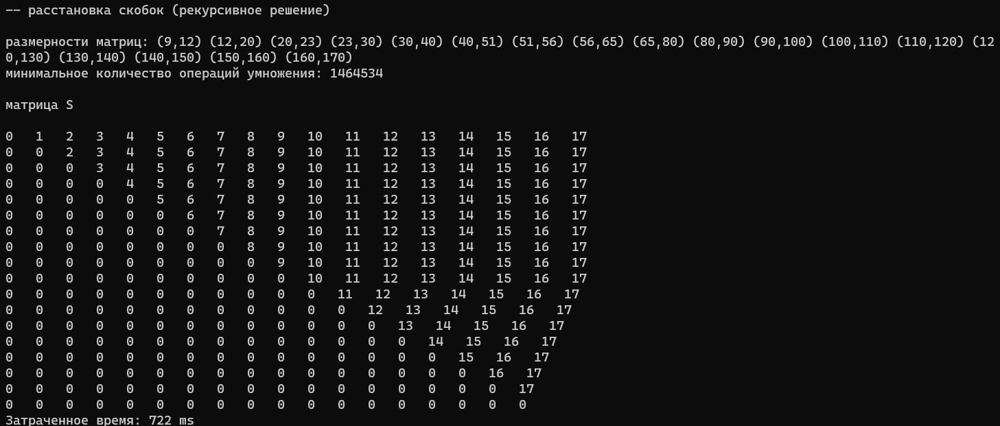 -- расстановка скобок (рекурсивное решение)
размерности матриц: (9,12) (12,20) (20,23) (23,30) (30,40) (40,51) (51,56) (56,65) (65,80) (80,90) (90,100) (100,110) (110,120) (12
0,130) (130,140) (140,150) (150,160) (160,170)
минимальное количество операций умножения: 1464534
матрица S
0 1 2 3 4 5 6 7 8 9 10 11 12 13 14 15 16 17
0 0 2 3 4 5 6 7 8 9 10 11 12 13 14 15 16 17
0 0 0 3 4 5 6 7 8 9 10 11 12 13 14 15 16 17
0 0 0 0 4 5 6 7 8 9 10 11 12 13 14 15 16 17
0 0 0 0 0 5 6 7 8 9 10 11 12 13 14 15 16 17
0 0 0 0 0 0 6 7 8 9 10 11 12 13 14 15 16 17
0 0 0 0 0 0 0 7 8 9 10 11 12 13 14 15 16 17
0 0 0 0 0 0 0 0 8 9 10 11 12 13 14 15 16 17
0 0 0 0 0 0 0 0 0 9 10 11 12 13 14 15 16 17
0 0 0 0 0 0 0 0 0 0 10 11 12 13 14 15 16 17
0 0 0 0 0 0 0 0 0 0 0 11 12 13 14 15 16 17
0 0 0 0 0 0 0 0 0 0 0 0 12 13 14 15 16 17
0 0 0 0 0 0 0 0 0 0 0 0 0 13 14 15 16 17
0 0 0 0 0 0 0 0 0 0 0 0 0 0 14 15 16 17
0 0 0 0 0 0 0 0 0 0 0 0 0 0 0 15 16 17
0 0 0 0 0 0 0 0 0 0 0 0 0 0 0 0 16 17
0 0 0 0 0 0 0 0 0 0 0 0 0 0 0 0 0 17
0 0 0 0 0 0 0 0 0 0 0 0 0 0 0 0 0 0
Затраченное время: 722 ms